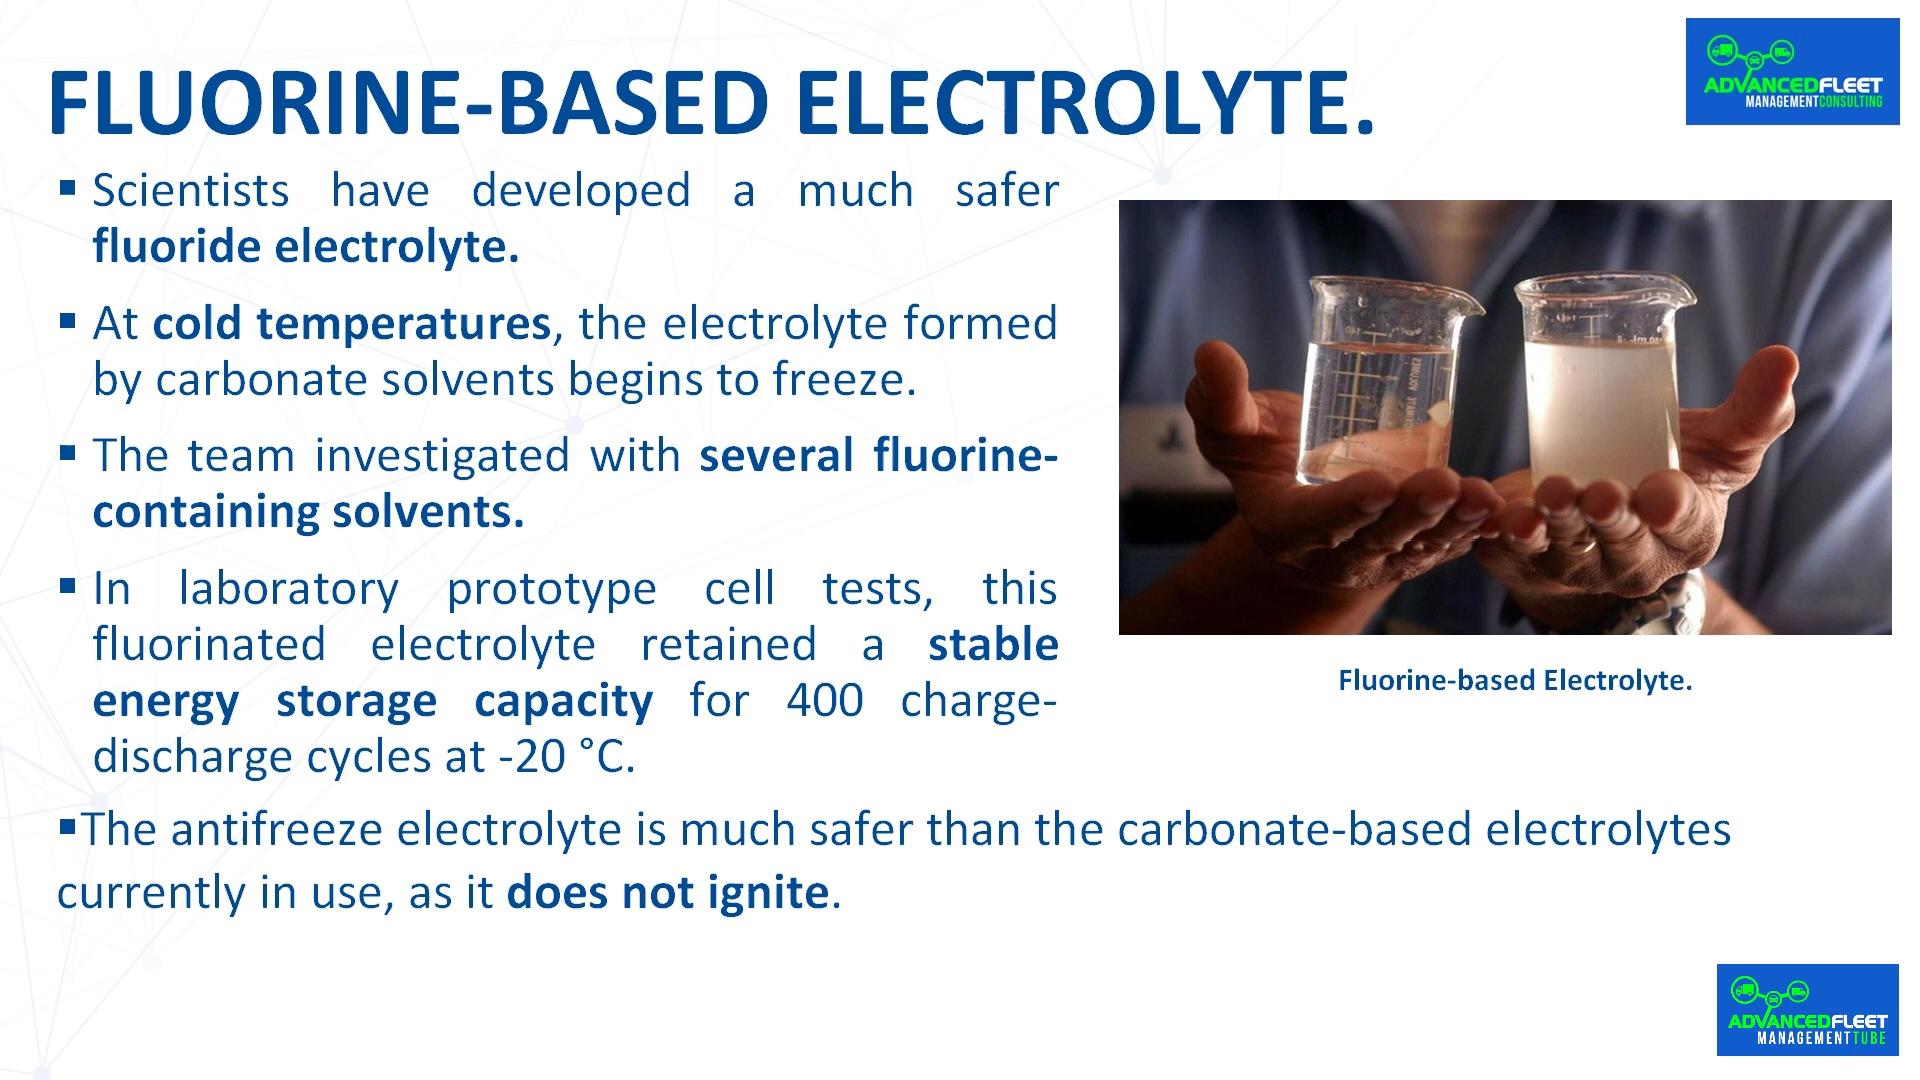 FLUORINE-BASED ELECTROLYTE.
ADVANCEDFLEET
MANAGEMENTCONSULTING
▪ Scientists have developed a much safer
fluoride electrolyte.
▪ At cold temperatures, the electrolyte formed
by carbonate solvents begins to freeze.
▪ The team investigated with several fluorine-
containing solvents.
▪ In laboratory prototype cell tests, this
fluorinated electrolyte retained a stable
energy storage capacity for 400 charge-
discharge cycles at -20 °C.
Fluorine-based Electrolyte.
▪The antifreeze electrolyte is much safer than the carbonate-based electrolytes
currently in use, as it does not ignite.
ADVANCEDFLEET
MANAGEMENTTUBE